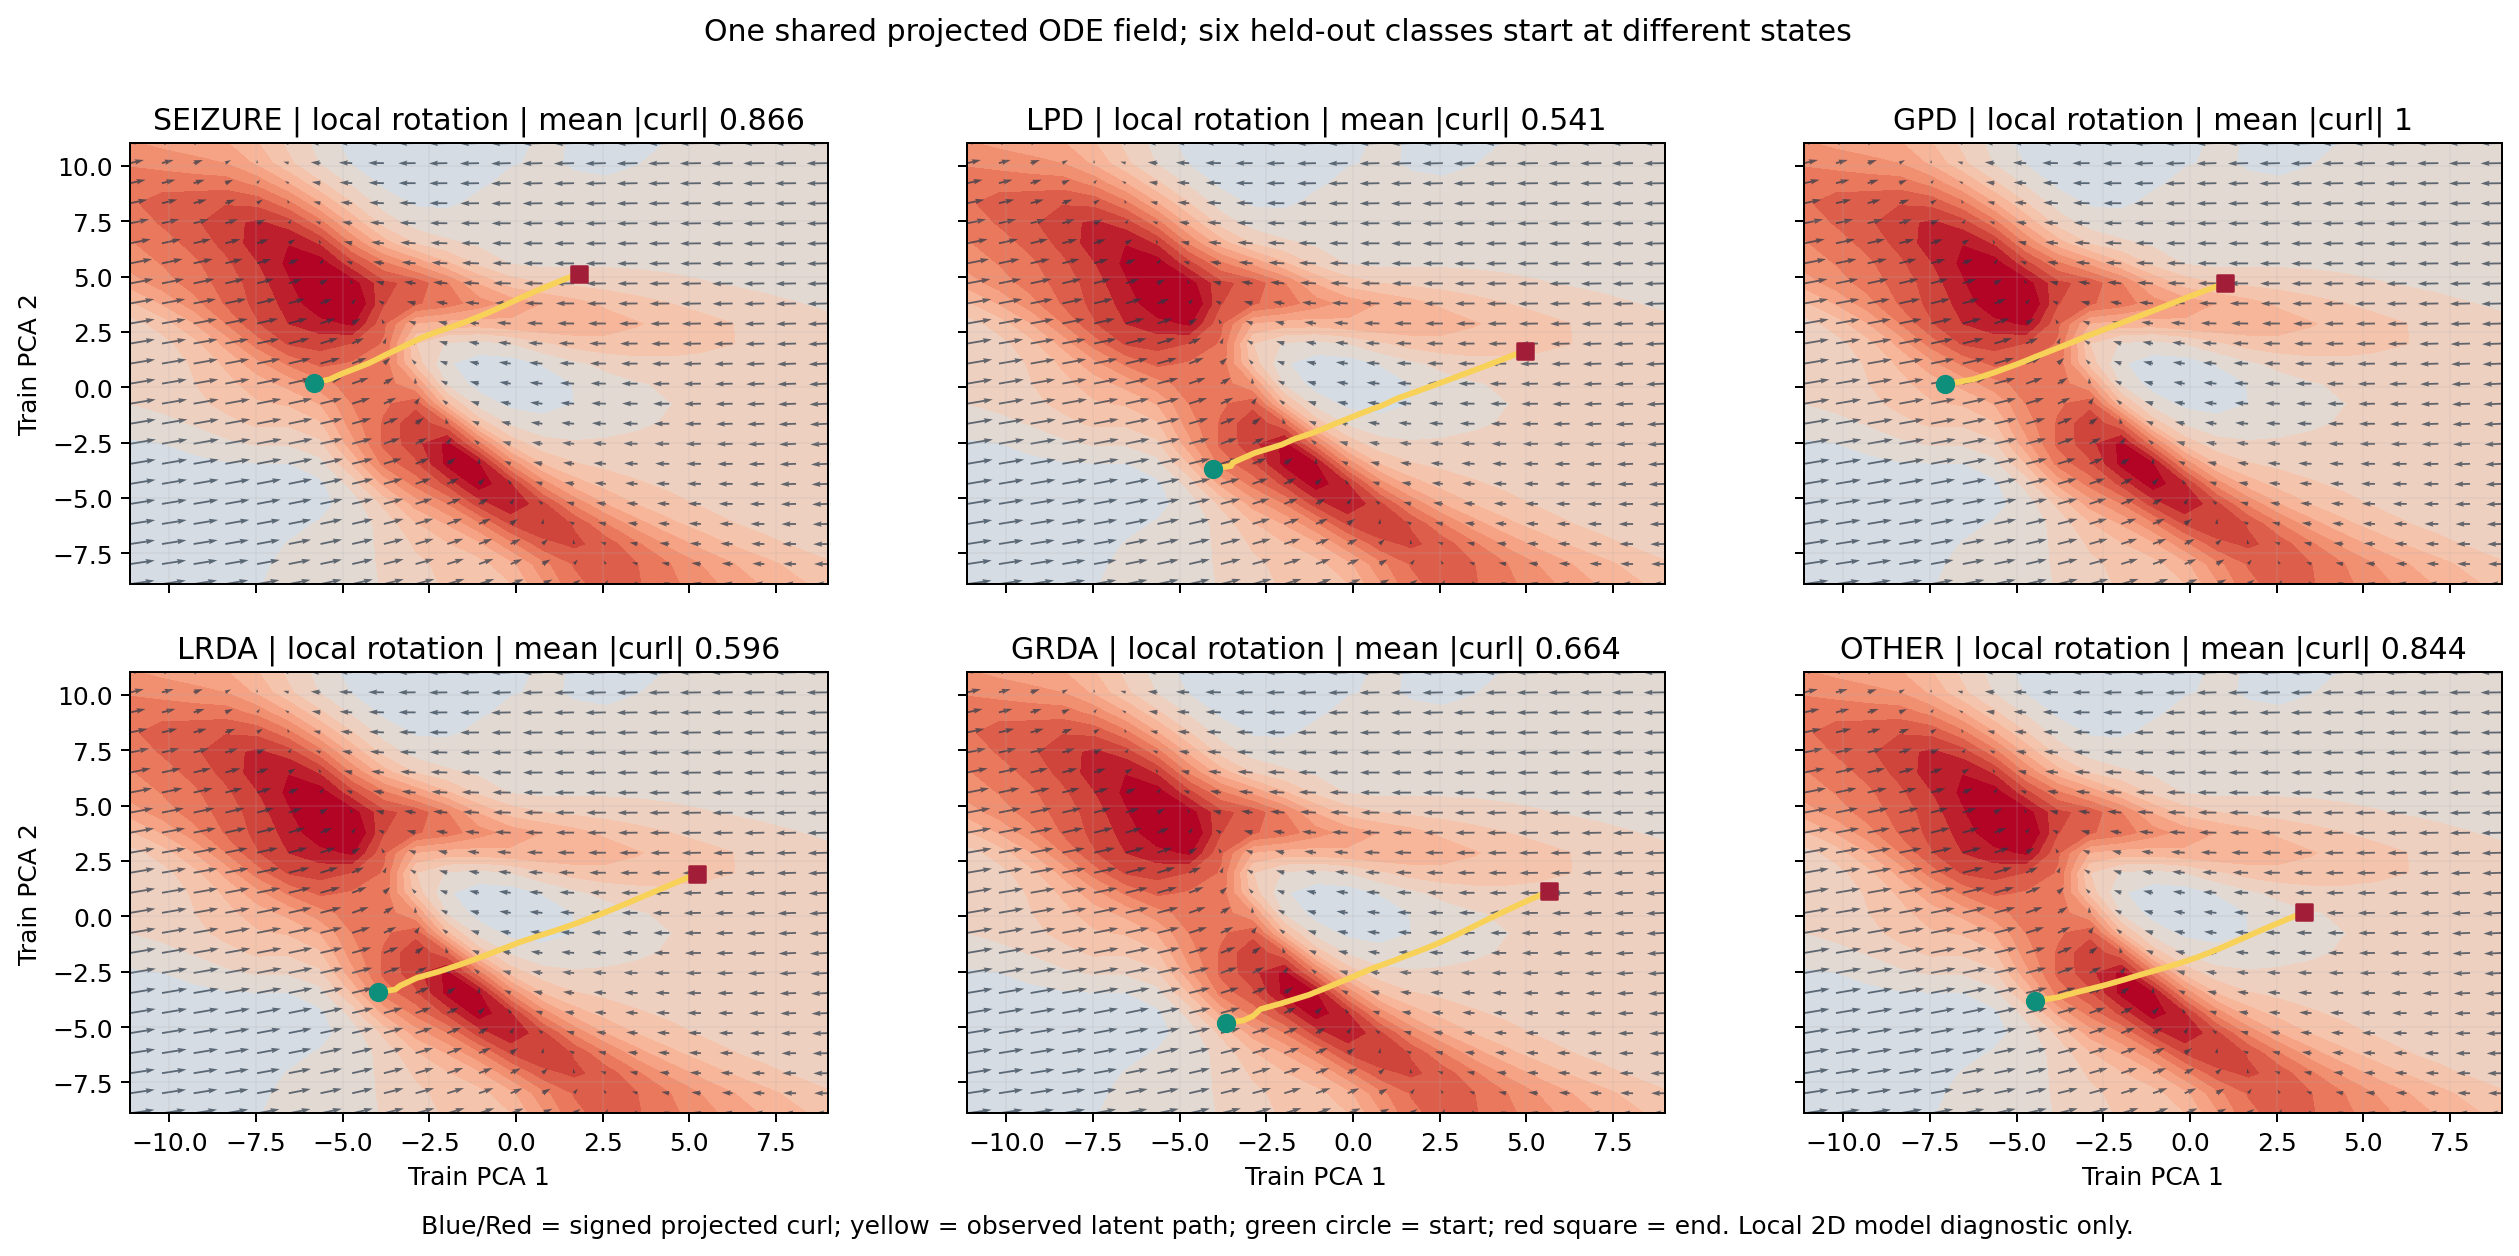 One shared projected ODE field; six held-out classes start at different states
SEIZURE | local rotation | mean |curl| 0.866
LPD | local rotation | mean |curl| 0.541
GPD | local rotation | mean |curl| 1
10.0
7.5
5.0
2.5
0.0
−2.5
−5.0
−7.5
Train PCA 2
LRDA | local rotation | mean |curl| 0.596
GRDA | local rotation | mean |curl| 0.664
OTHER | local rotation | mean |curl| 0.844
10.0
7.5
5.0
2.5
0.0
−2.5
−5.0
−7.5
Train PCA 2
−10.0 −7.5 −5.0 −2.5 0.0 2.5 5.0 7.5
−10.0 −7.5 −5.0 −2.5 0.0 2.5 5.0 7.5
−10.0 −7.5 −5.0 −2.5 0.0 2.5 5.0 7.5
Train PCA 1
Train PCA 1
Train PCA 1
Blue/Red = signed projected curl; yellow = observed latent path; green circle = start; red square = end. Local 2D model diagnostic only.